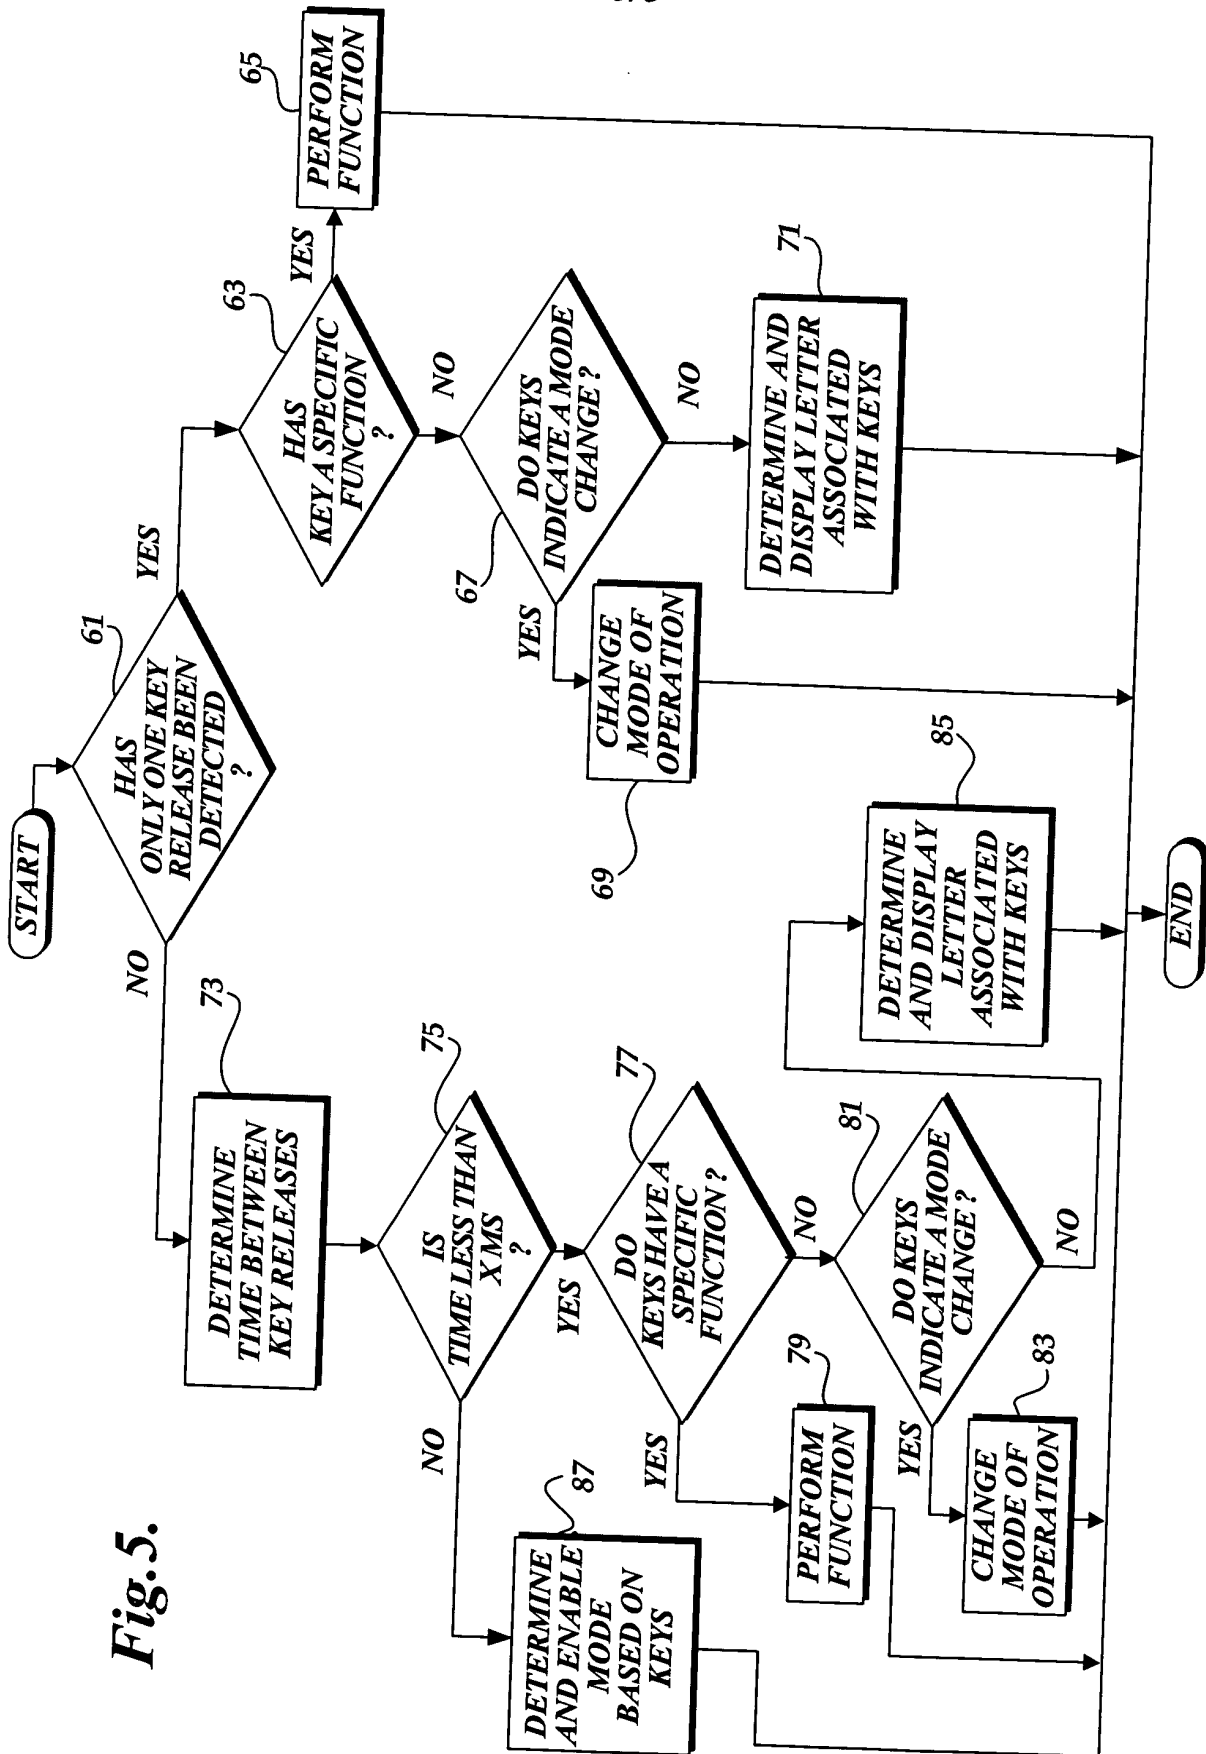 START
HAS
ONLY ONE KEY
RELEASE BEEN
DETECTED
?
61
YES
NO
HAS
KEY A SPECIFIC
FUNCTION
?
63
YES
NO
PERFORM
FUNCTION
65
DO KEYS
INDICATE A MODE
CHANGE?
67
YES
NO
CHANGE
MODE OF
OPERATION
69
DETERMINE AND
DISPLAY LETTER
ASSOCIATED
WITH KEYS
71
DETERMINE
TIME BETWEEN
KEY RELEASES
73
IS
TIME LESS THAN
X MS
?
75
NO
YES
DO
KEYS HAVE A
SPECIFIC
FUNCTION?
77
YES
NO
PERFORM
FUNCTION
79
DO KEYS
INDICATE A MODE
CHANGE?
81
YES
NO
CHANGE
MODE OF
OPERATION
83
DETERMINE
AND DISPLAY
LETTER
ASSOCIATED
WITH KEYS
85
DETERMINE
AND ENABLE
MODE
BASED ON
KEYS
87
END
Fig.5.